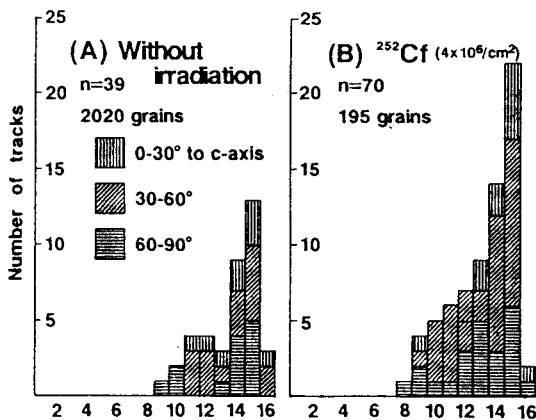 Number of tracks
25
20
15
10
5
(A) Without irradiation
n=39
2020 grains
0-30° to c-axis
30-60°
60-90°
2 4 6 8 10 12 14 16
25
20
15
10
5
(B) ²⁵²Cf (4x10⁶/cm²)
n=70
195 grains
2 4 6 8 10 12 14 16